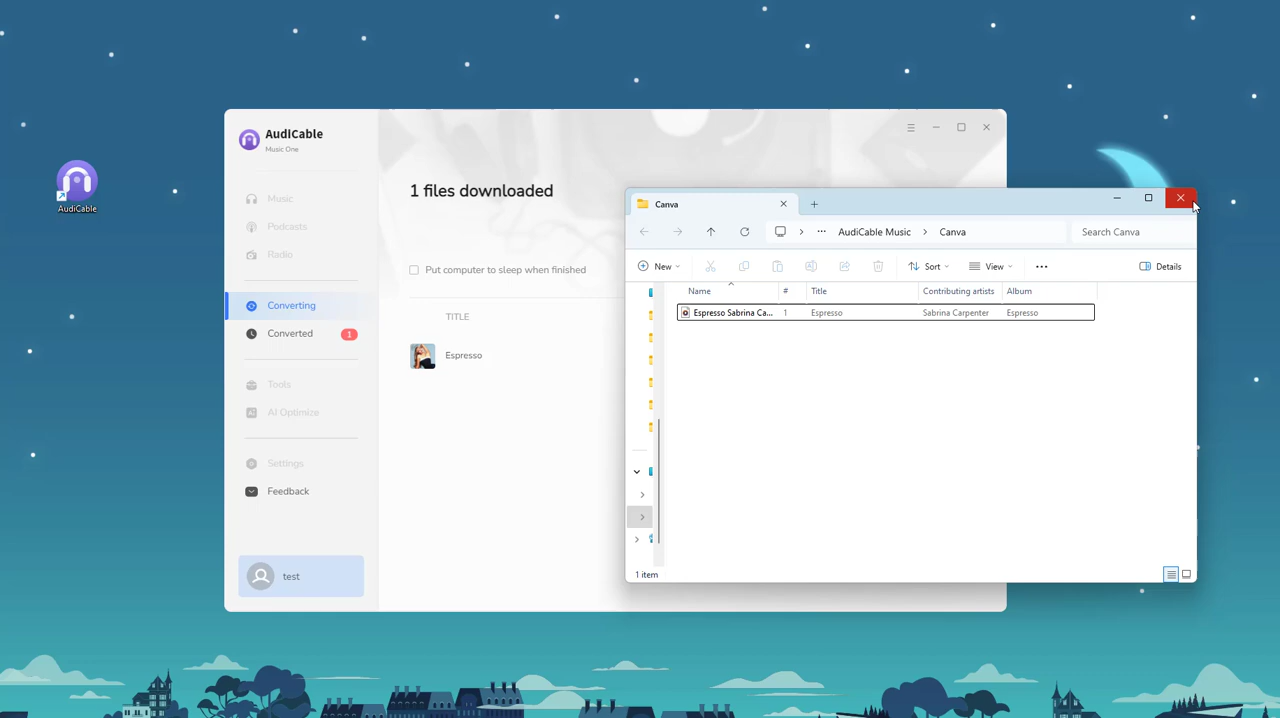 AudiCable
AudiCable
Music One
Music
Podcasts
Radio
Converting
Converted 1
Tools
AI Optimize
Settings
Feedback
test
1 files downloaded
Put computer to sleep when finished
TITLE
Espresso
Canva
AudiCable Music > Canva
Search Canva
New
Sort
View
Details
Name # Title Contributing artists Album
Espresso Sabrina Ca... 1 Espresso Sabrina Carpenter Espresso
1 item